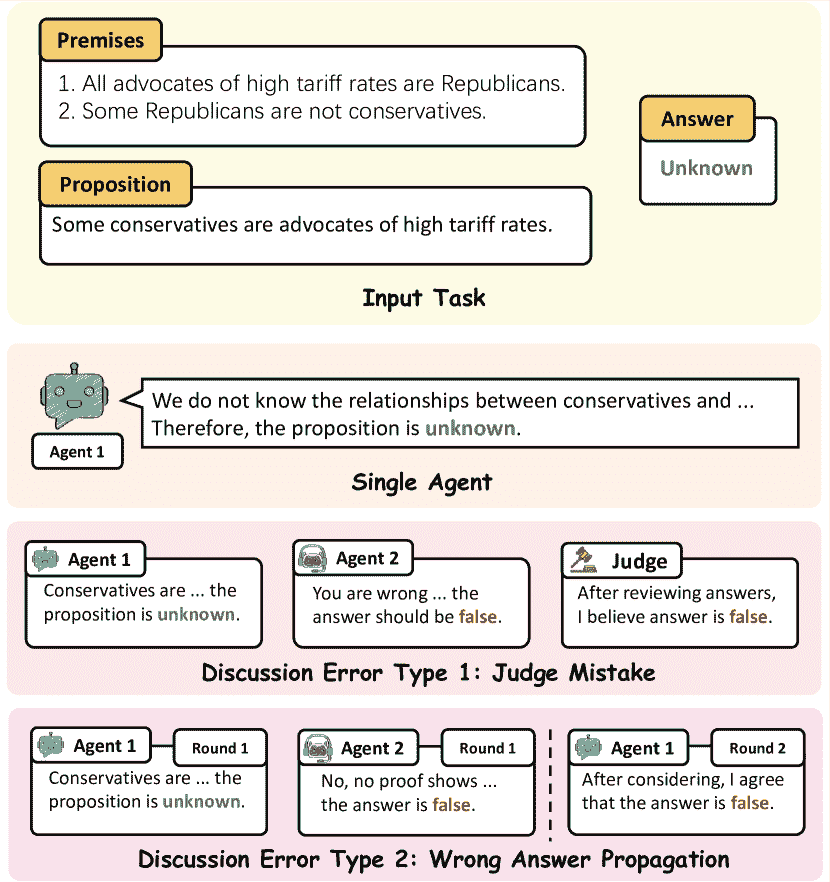 Premises
1. All advocates of high tariff rates are Republicans.
2. Some Republicans are not conservatives.
Answer
Unknown
Proposition
Some conservatives are advocates of high tariff rates.
Input Task
We do not know the relationships between conservatives and ...
Therefore, the proposition is unknown.
Agent 1
Single Agent
Agent 1
Conservatives are ... the
proposition is unknown.
Agent 2
You are wrong ... the
answer should be false.
Judge
After reviewing answers,
I believe answer is false.
Discussion Error Type 1: Judge Mistake
Agent 1
Round 1
Conservatives are ... the
proposition is unknown.
Agent 2
Round 1
No, no proof shows ...
the answer is false.
Agent 1
Round 2
After considering, I agree
that the answer is false.
Discussion Error Type 2: Wrong Answer Propagation